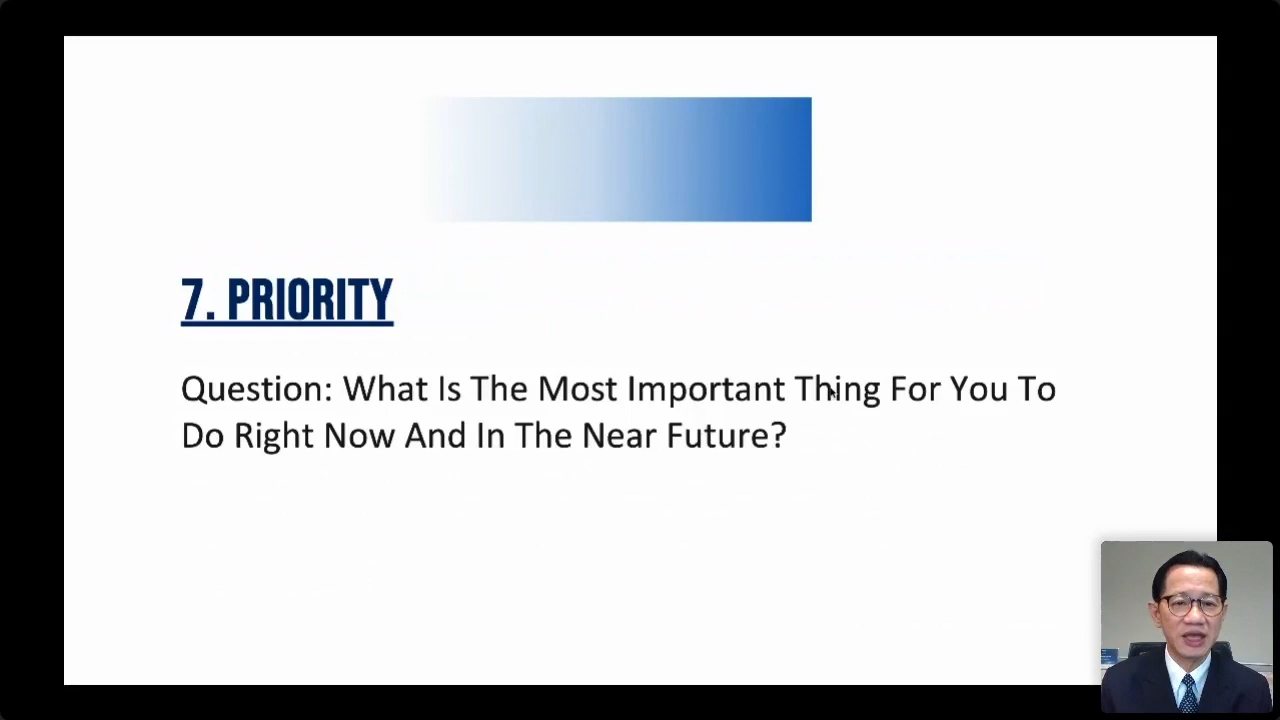 7. PRIORITY
Question: What Is The Most Important Thing For You To
Do Right Now And In The Near Future?